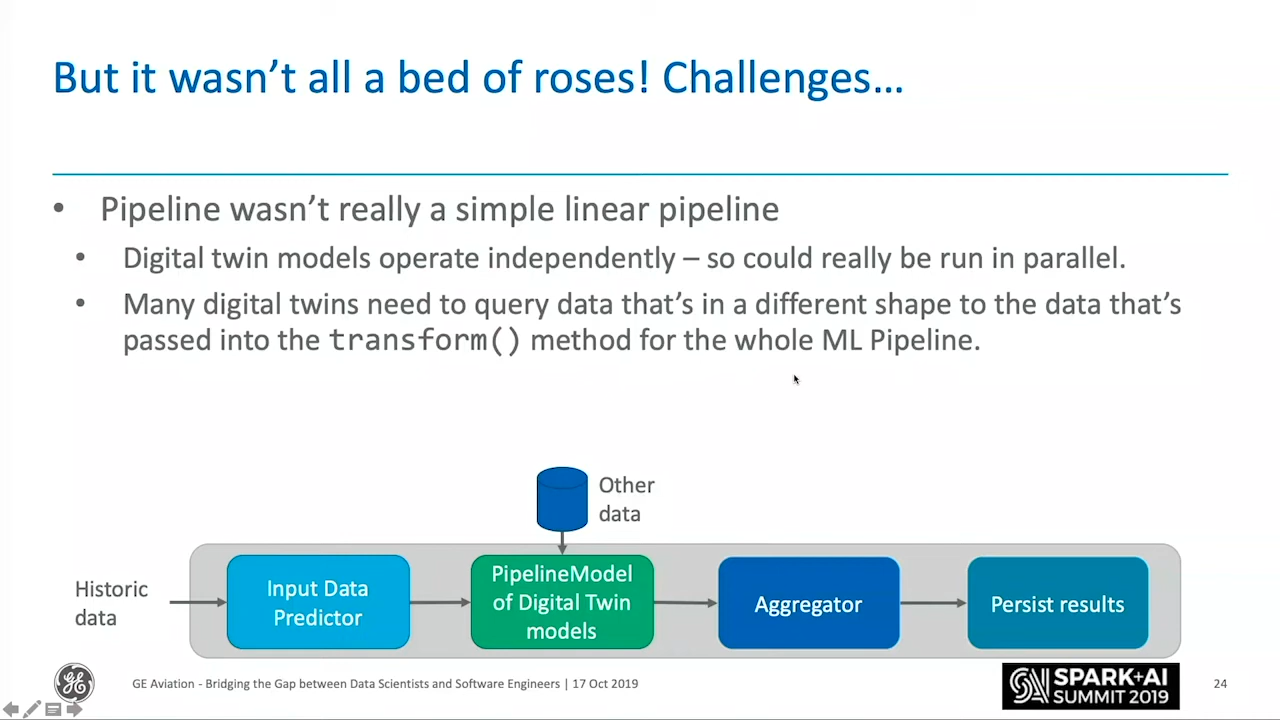 But it wasn’t all a bed of roses! Challenges…
• Pipeline wasn’t really a simple linear pipeline
• Digital twin models operate independently – so could really be run in parallel.
• Many digital twins need to query data that’s in a different shape to the data that’s
passed into the transform() method for the whole ML Pipeline.
Other
data
Historic
data
Input Data
Predictor
PipelineModel
of Digital Twin
models
Aggregator
Persist results
GE
GE Aviation - Bridging the Gap between Data Scientists and Software Engineers | 17 Oct 2019
SPARK+AI
SUMMIT 2019
24